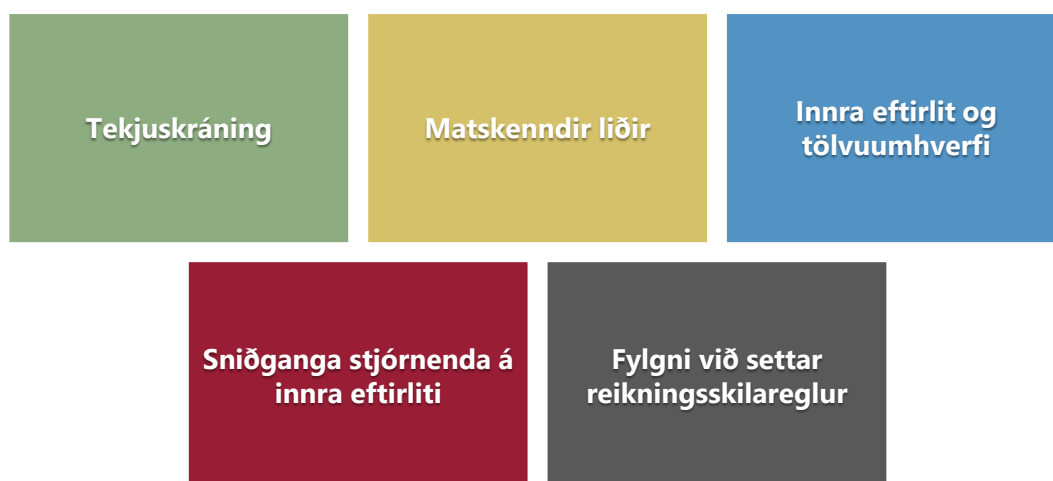 Tekjuskráning
Matskenndir liðir
Innra eftirlit og
tölvuumhverfi
Sniðganga stjórnenda á
innra eftirliti
Fylgni við settar
reikningsskilareglur